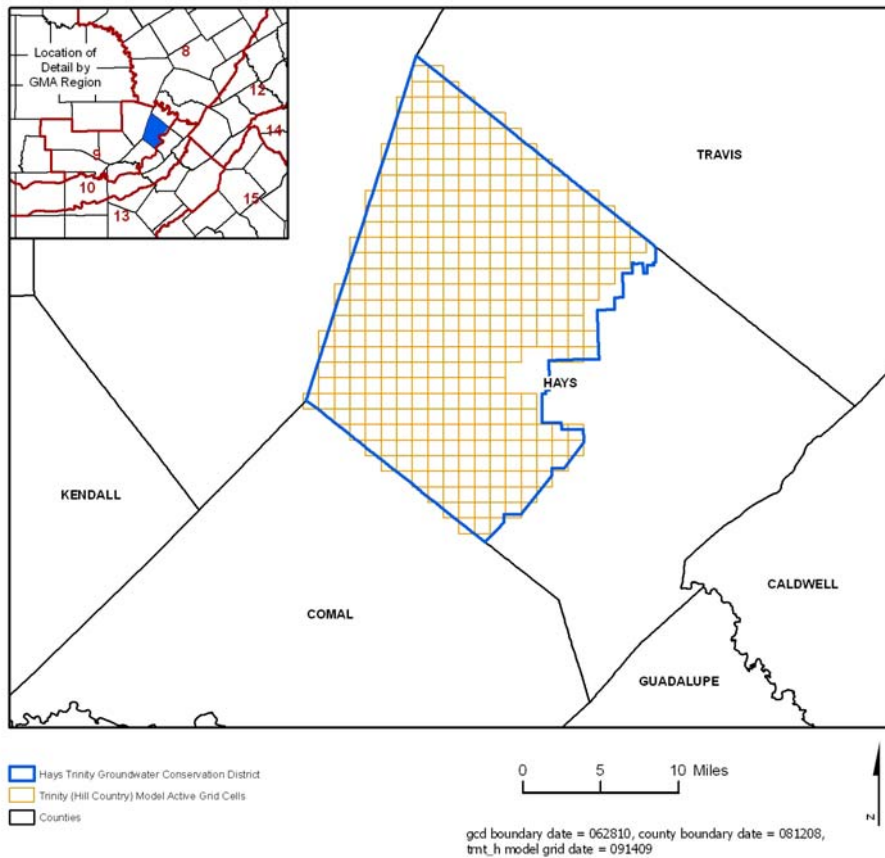 Location of
Detail by
GMA Region
8
12
14
9
10
15
13
TRAVIS
HAYS
KENDALL
COMAL
CALDWELL
GUADALUPE
Hays Trinity Groundwater Conservation District
Trinity (Hill Country) Model Active Grid Cells
Counties
0 5 10 Miles
N
gcd boundary date = 062810, county boundary date = 081208,
trnt_h model grid date = 091409